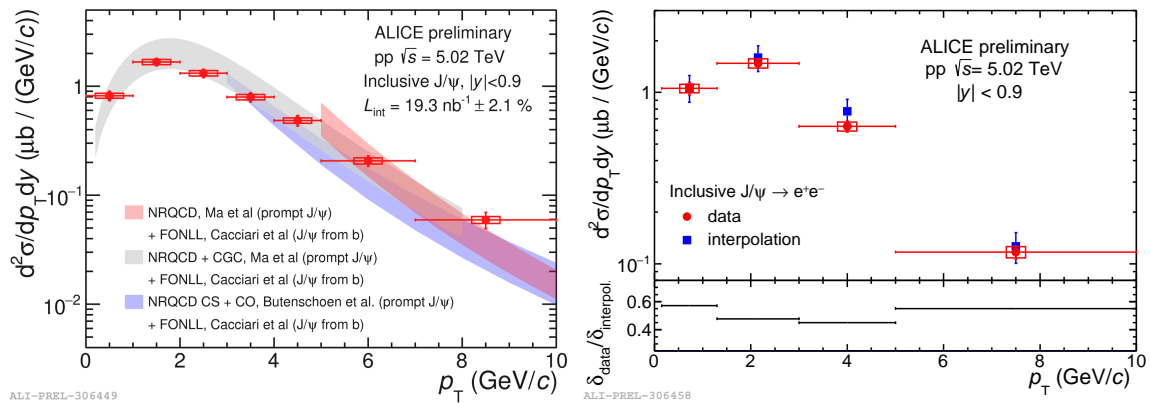 d²σ/dp_T dy (μb / (GeV/c))
1
10⁻¹
10⁻²
ALICE preliminary
pp √s = 5.02 TeV
Inclusive J/ψ, |y|<0.9
L_int = 19.3 nb⁻¹ ± 2.1 %
NRQCD, Ma et al (prompt J/ψ)
+ FONLL, Cacciari et al (J/ψ from b)
NRQCD + CGC, Ma et al (prompt J/ψ)
+ FONLL, Cacciari et al (J/ψ from b)
NRQCD CS + CO, Butenschoen et al. (prompt J/ψ)
+ FONLL, Cacciari et al (J/ψ from b)
0 2 4 6 8 10
p_T (GeV/c)
ALI-PREL-306449
d²σ/dp_T dy (μb / (GeV/c))
1
10⁻¹
ALICE preliminary
pp √s= 5.02 TeV
|y| < 0.9
Inclusive J/ψ → e⁺e⁻
data
interpolation
δ_data/δ_interpol.
0.6
0.4
0 2 4 6 8 10
p_T (GeV/c)
ALI-PREL-306458